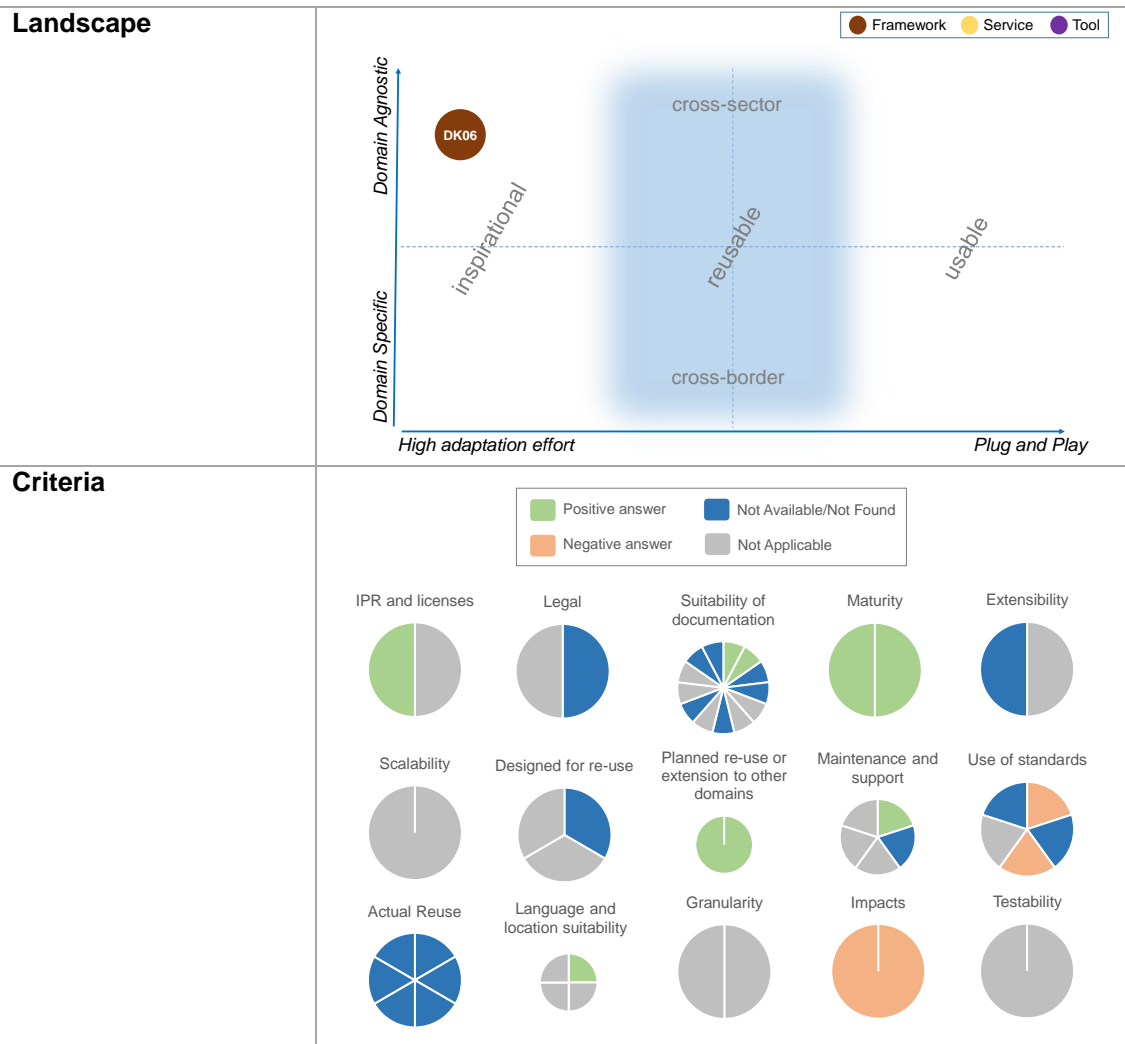 Landscape
Framework Service Tool
Domain Agnostic
cross-sector
DK06
inspirational
reusable
usable
Domain Specific
cross-border
High adaptation effort
Plug and Play
Criteria
Positive answer
Not Available/Not Found
Negative answer
Not Applicable
IPR and licenses
Legal
Suitability of
documentation
Maturity
Extensibility
Scalability
Designed for re-use
Planned re-use or
extension to other
domains
Maintenance and
support
Use of standards
Actual Reuse
Language and
location suitability
Granularity
Impacts
Testability